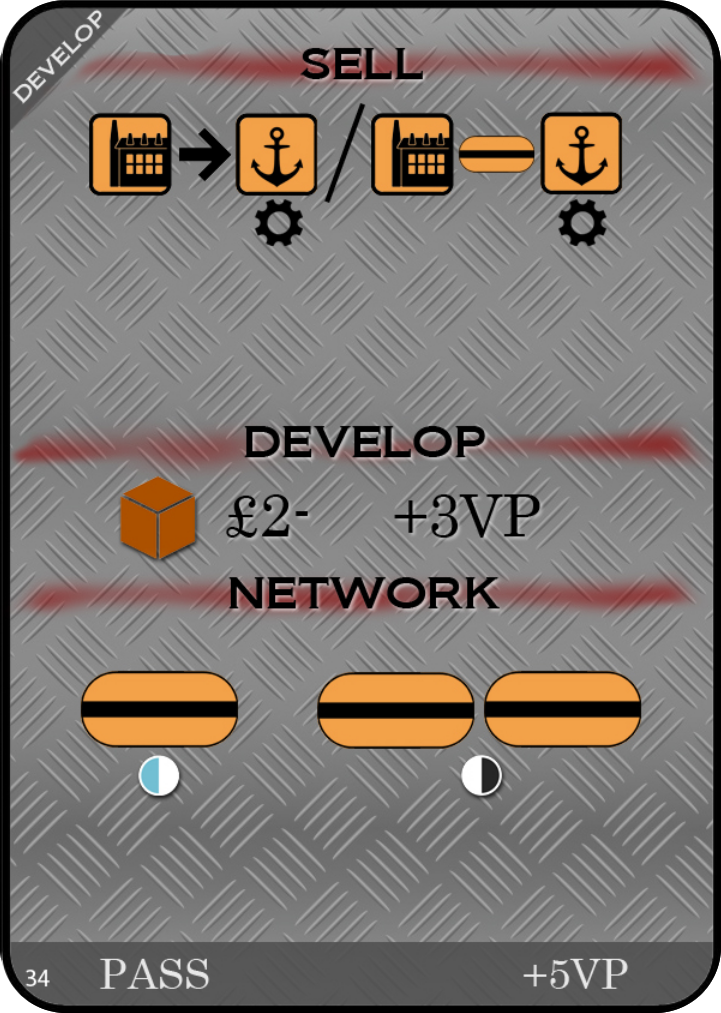 DEVELOP
SELL
DEVELOP
£2- +3VP
NETWORK
34 PASS +5VP